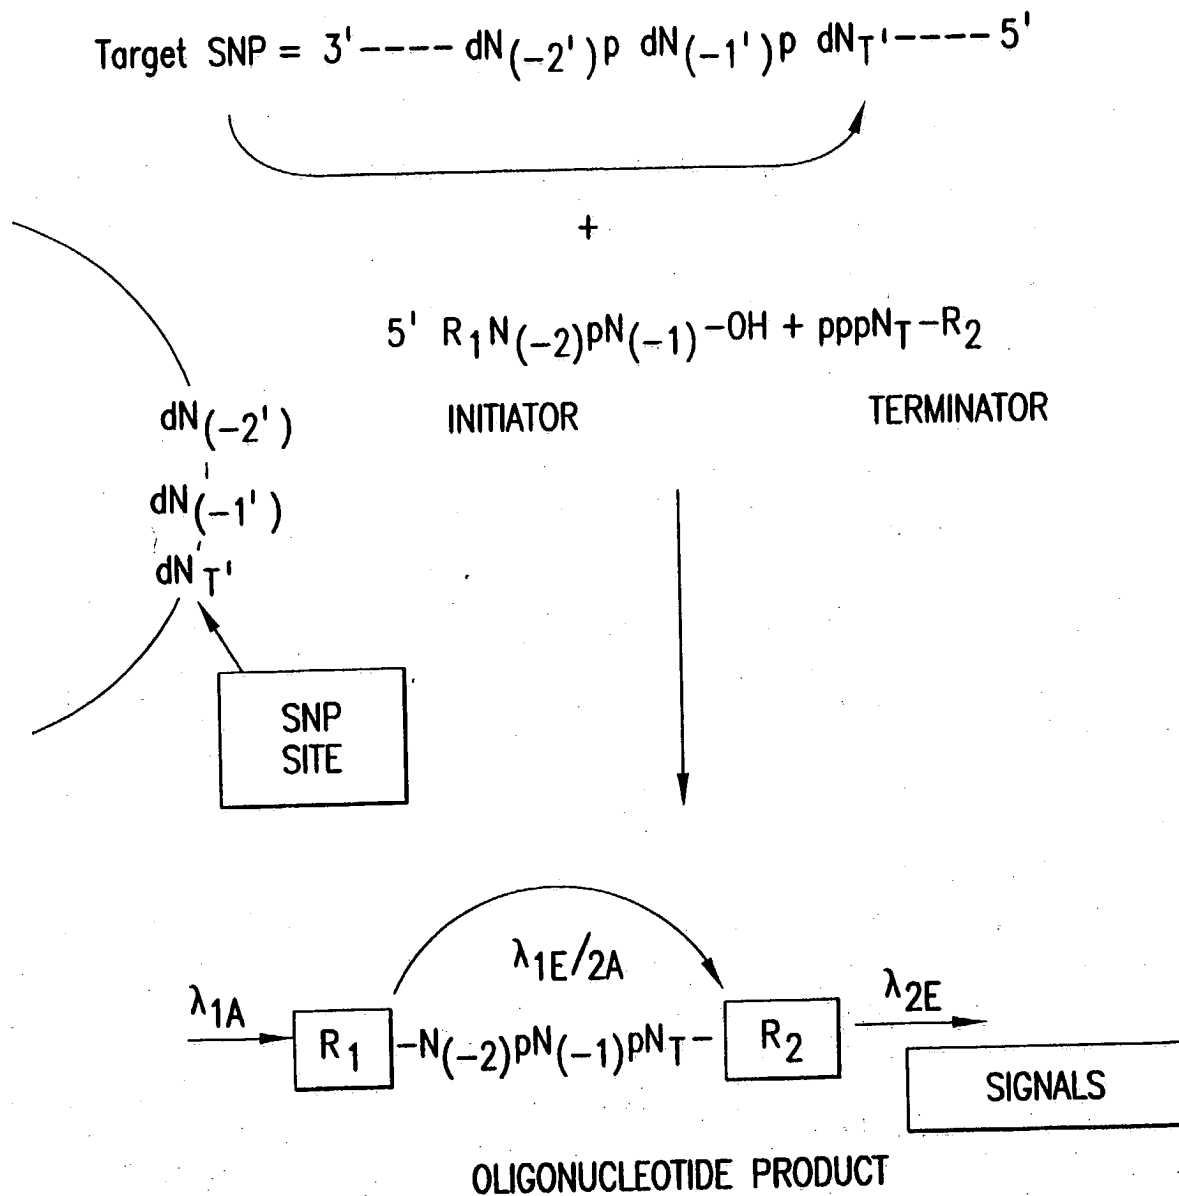 Target SNP = 3'---- dN(-2')p dN(-1')p dNT'---- 5'
+
5' R1N(-2)pN(-1)-OH + pppNT-R2
INITIATOR TERMINATOR
dN(-2')
dN(-1')
dNT'
SNP
SITE
λ1E/2A
λ1A λ2E
R1 -N(-2)pN(-1)pNT- R2
SIGNALS
OLIGONUCLEOTIDE PRODUCT